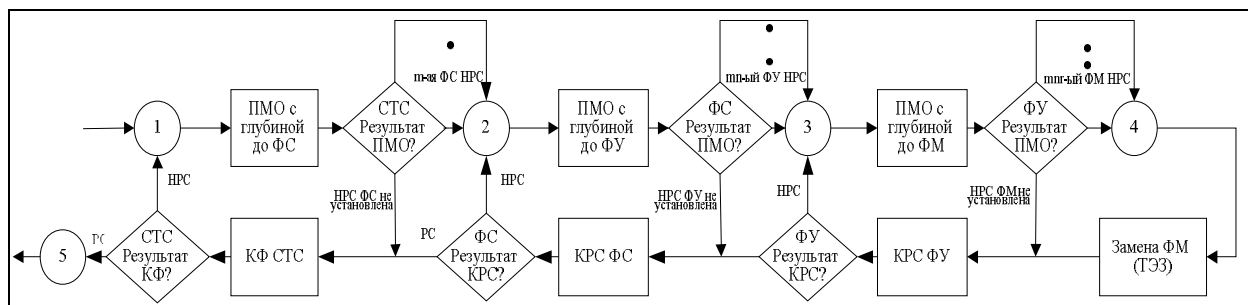 m-ая ФС НРС
mn-ый ФУ НРС
mnr-ый ФМ НРС
1
ПМО с
глубиной
до ФС
СТС
Результат
ПМО?
2
ПМО с
глубиной
до ФУ
ФС
Результат
ПМО?
3
ПМО с
глубиной
до ФМ
ФУ
Результат
ПМО?
4
НРС
НРС ФС не
установлена
НРС
НРС ФУ не
установлена
НРС
НРС ФМ не
установлена
5
РС
СТС
Результат
КФ?
КФ СТС
РС
ФС
Результат
КРС?
КРС ФС
ФУ
Результат
КРС?
КРС ФУ
Замена ФМ
(ТЭЗ)